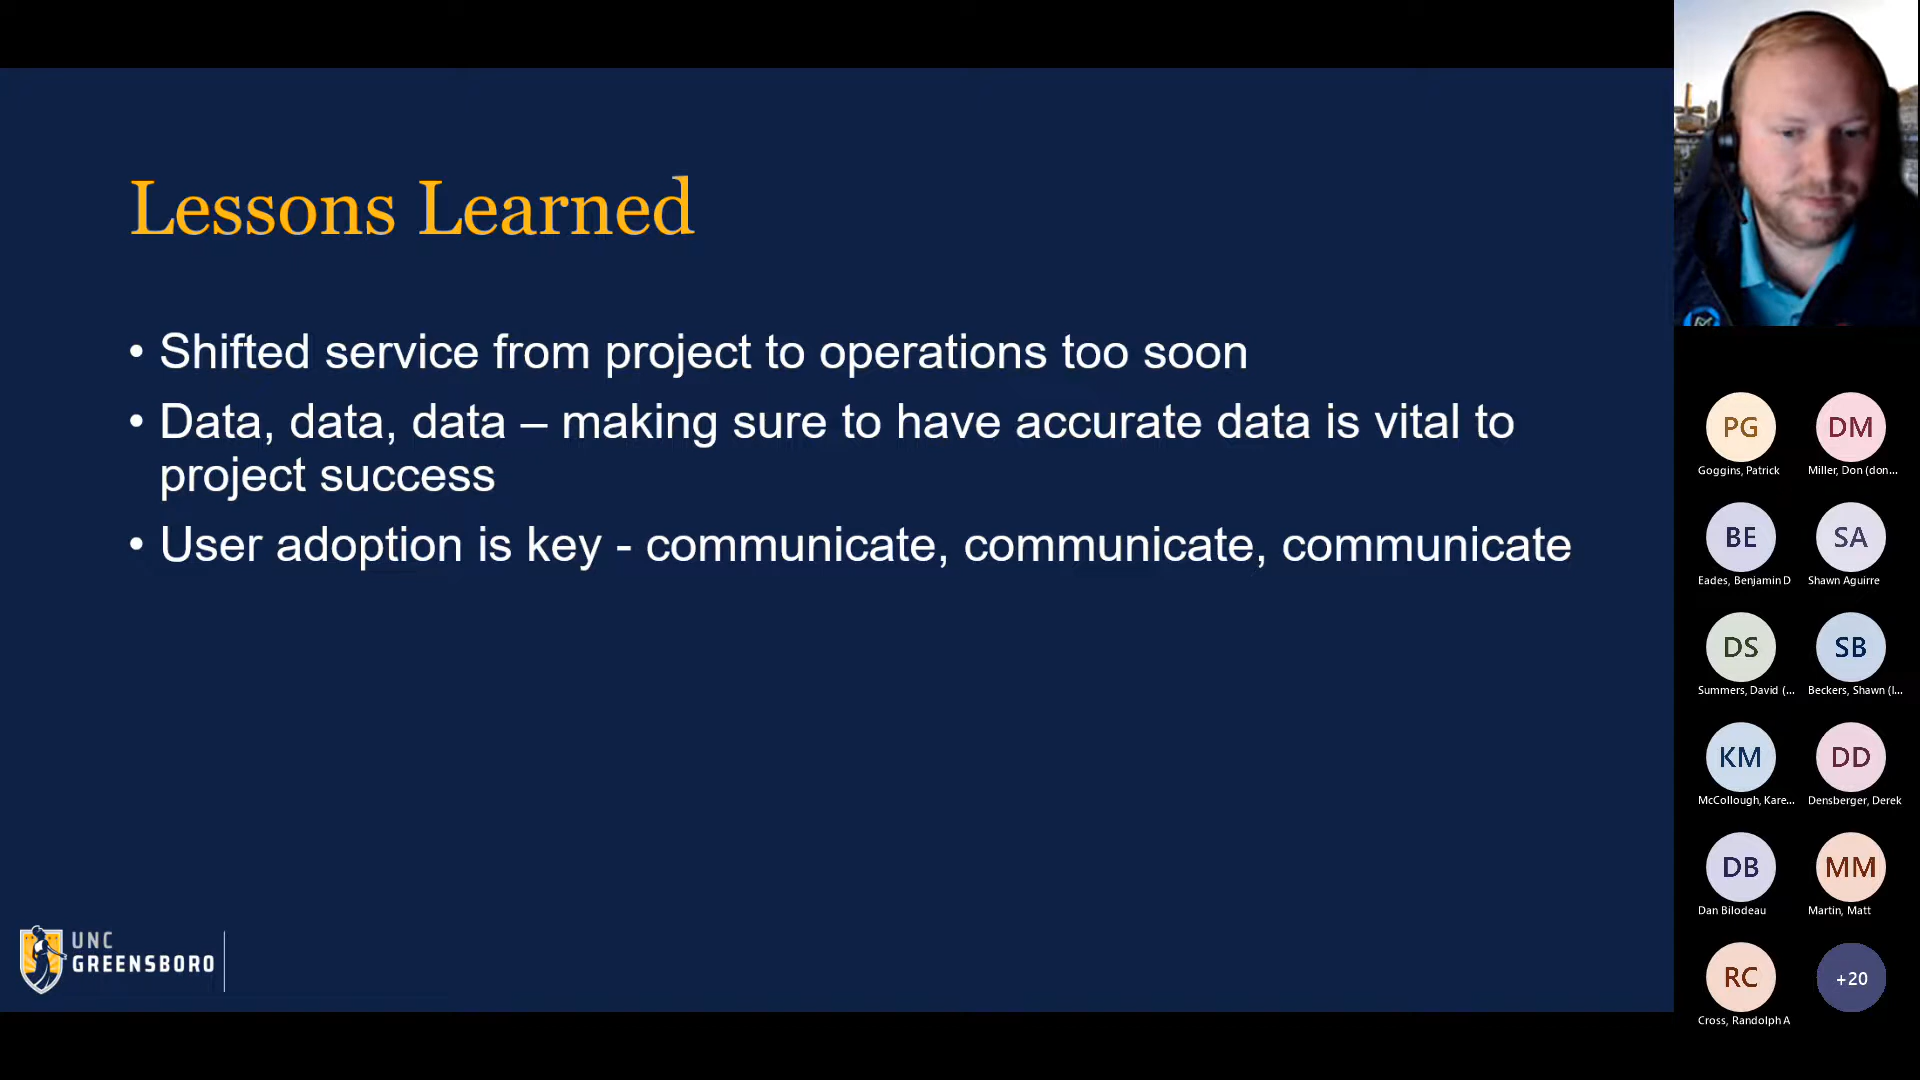 Lessons Learned
• Shifted service from project to operations too soon
• Data, data, data – making sure to have accurate data is vital to
project success
• User adoption is key - communicate, communicate, communicate
UNC
GREENSBORO
PG DM
Goggins, Patrick Miller, Don (don...
BE SA
Eades, Benjamin D Shawn Aguirre
DS SB
Summers, David (... Beckers, Shawn (I...
KM DD
McCollough, Kare... Densberger, Derek
DB MM
Dan Bilodeau Martin, Matt
RC +20
Cross, Randolph A